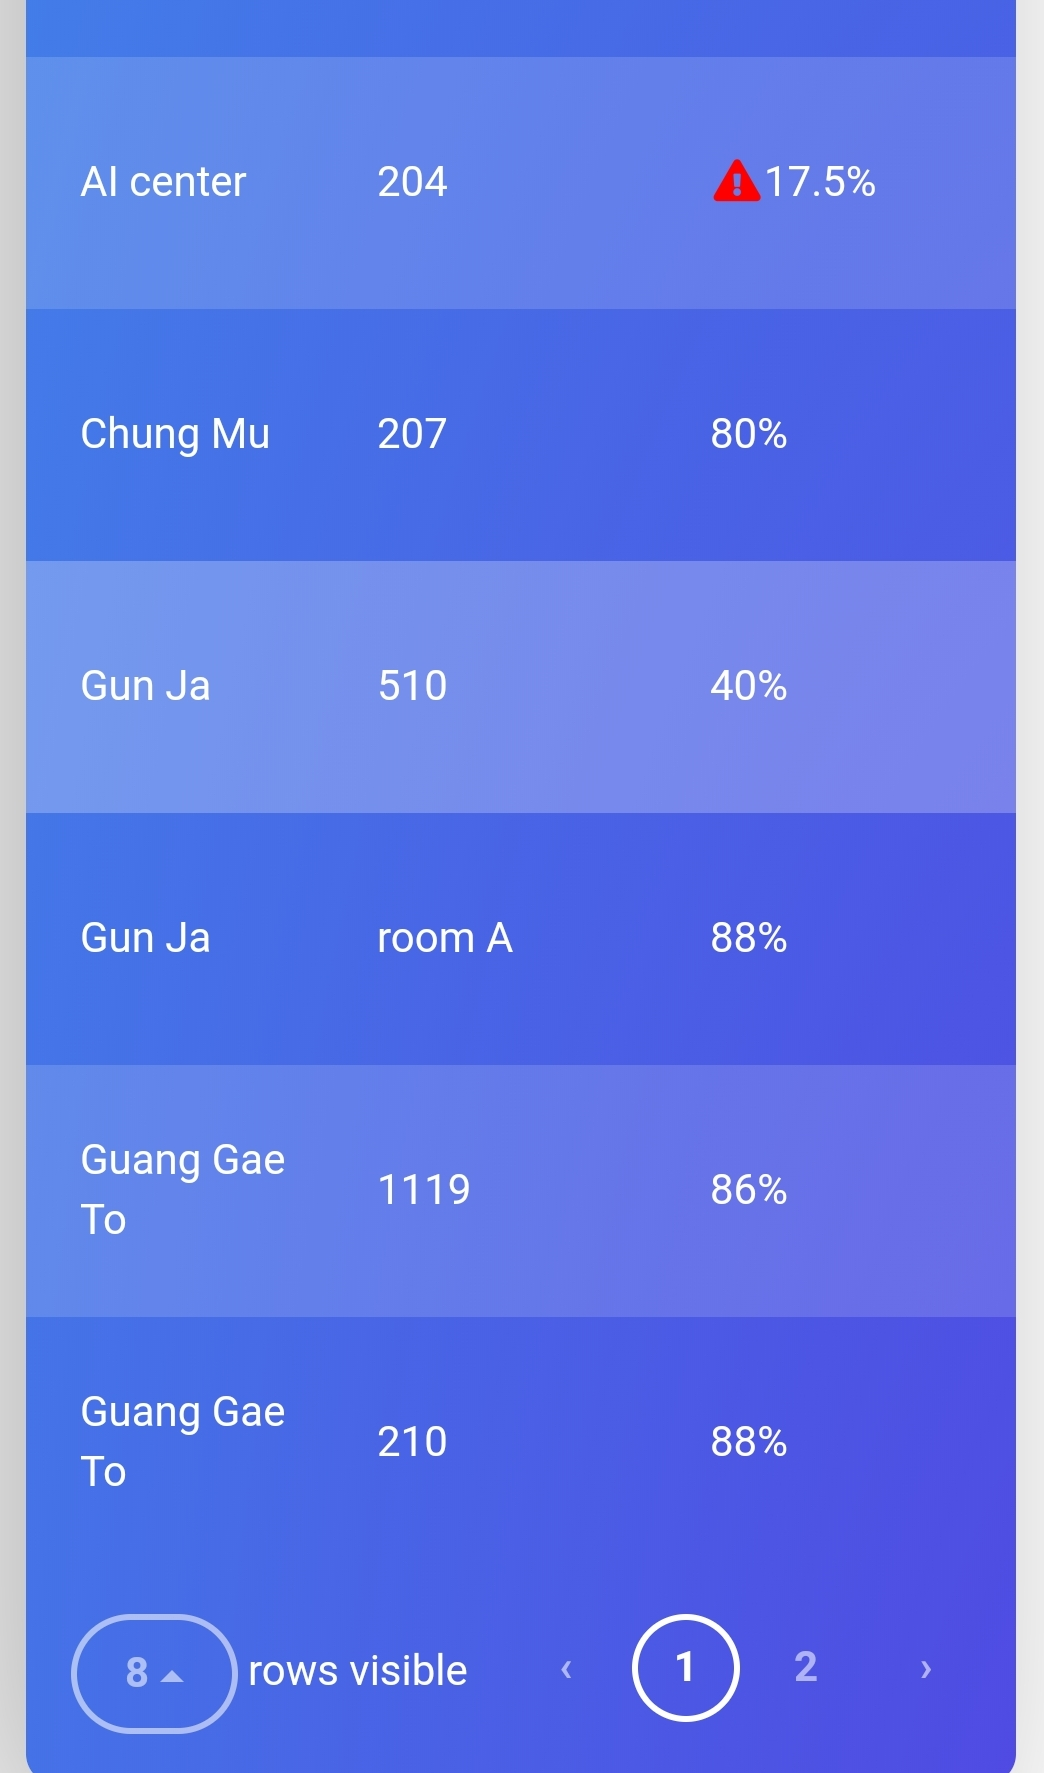 AI center 204 17.5%
Chung Mu 207 80%
Gun Ja 510 40%
Gun Ja room A 88%
Guang Gae
To 1119 86%
Guang Gae
To 210 88%
8 rows visible ‹ 1 2 ›